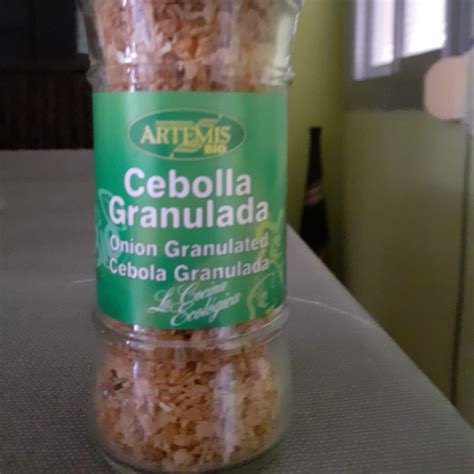 ARTEMIS
BIO
Cebolla
Granulada
Onion Granulated
Cebola Granulada
La Cocina
Ecológica